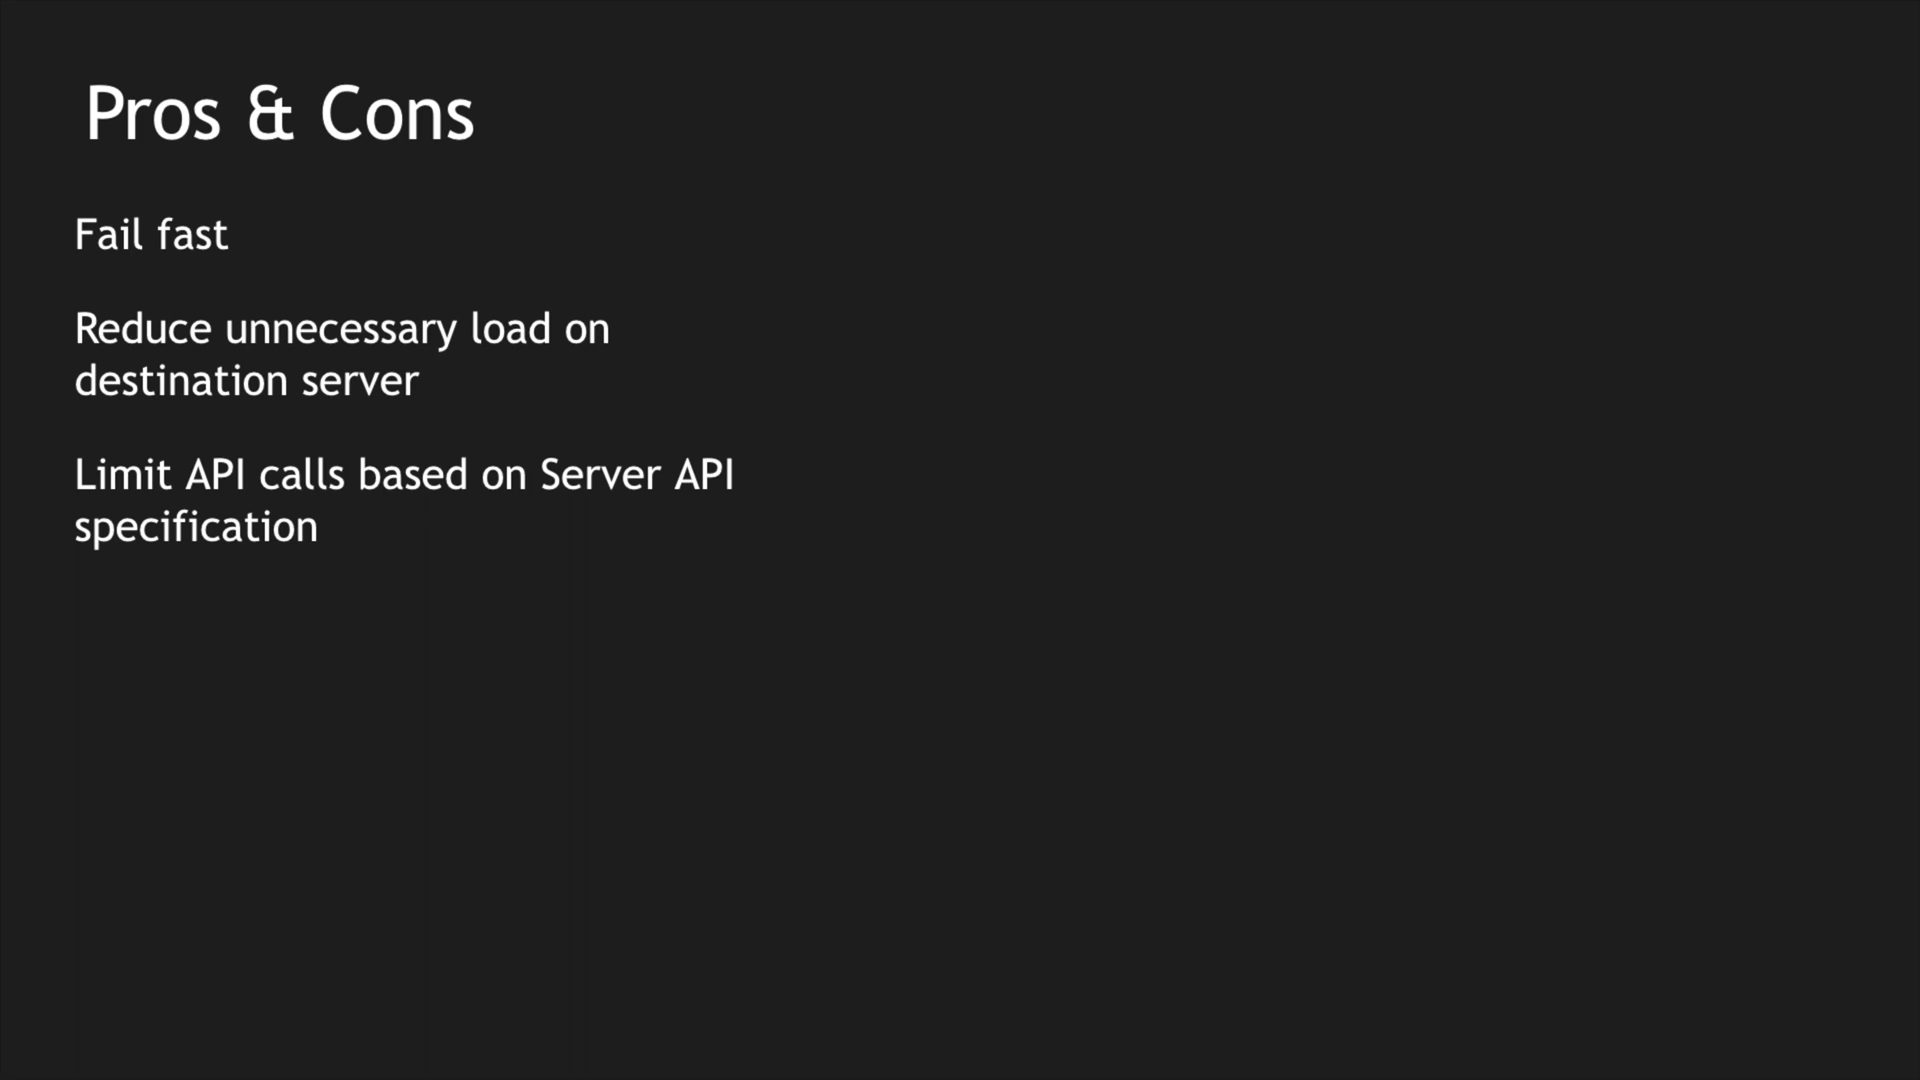 Pros & Cons
Fail fast
Reduce unnecessary load on
destination server
Limit API calls based on Server API
specification